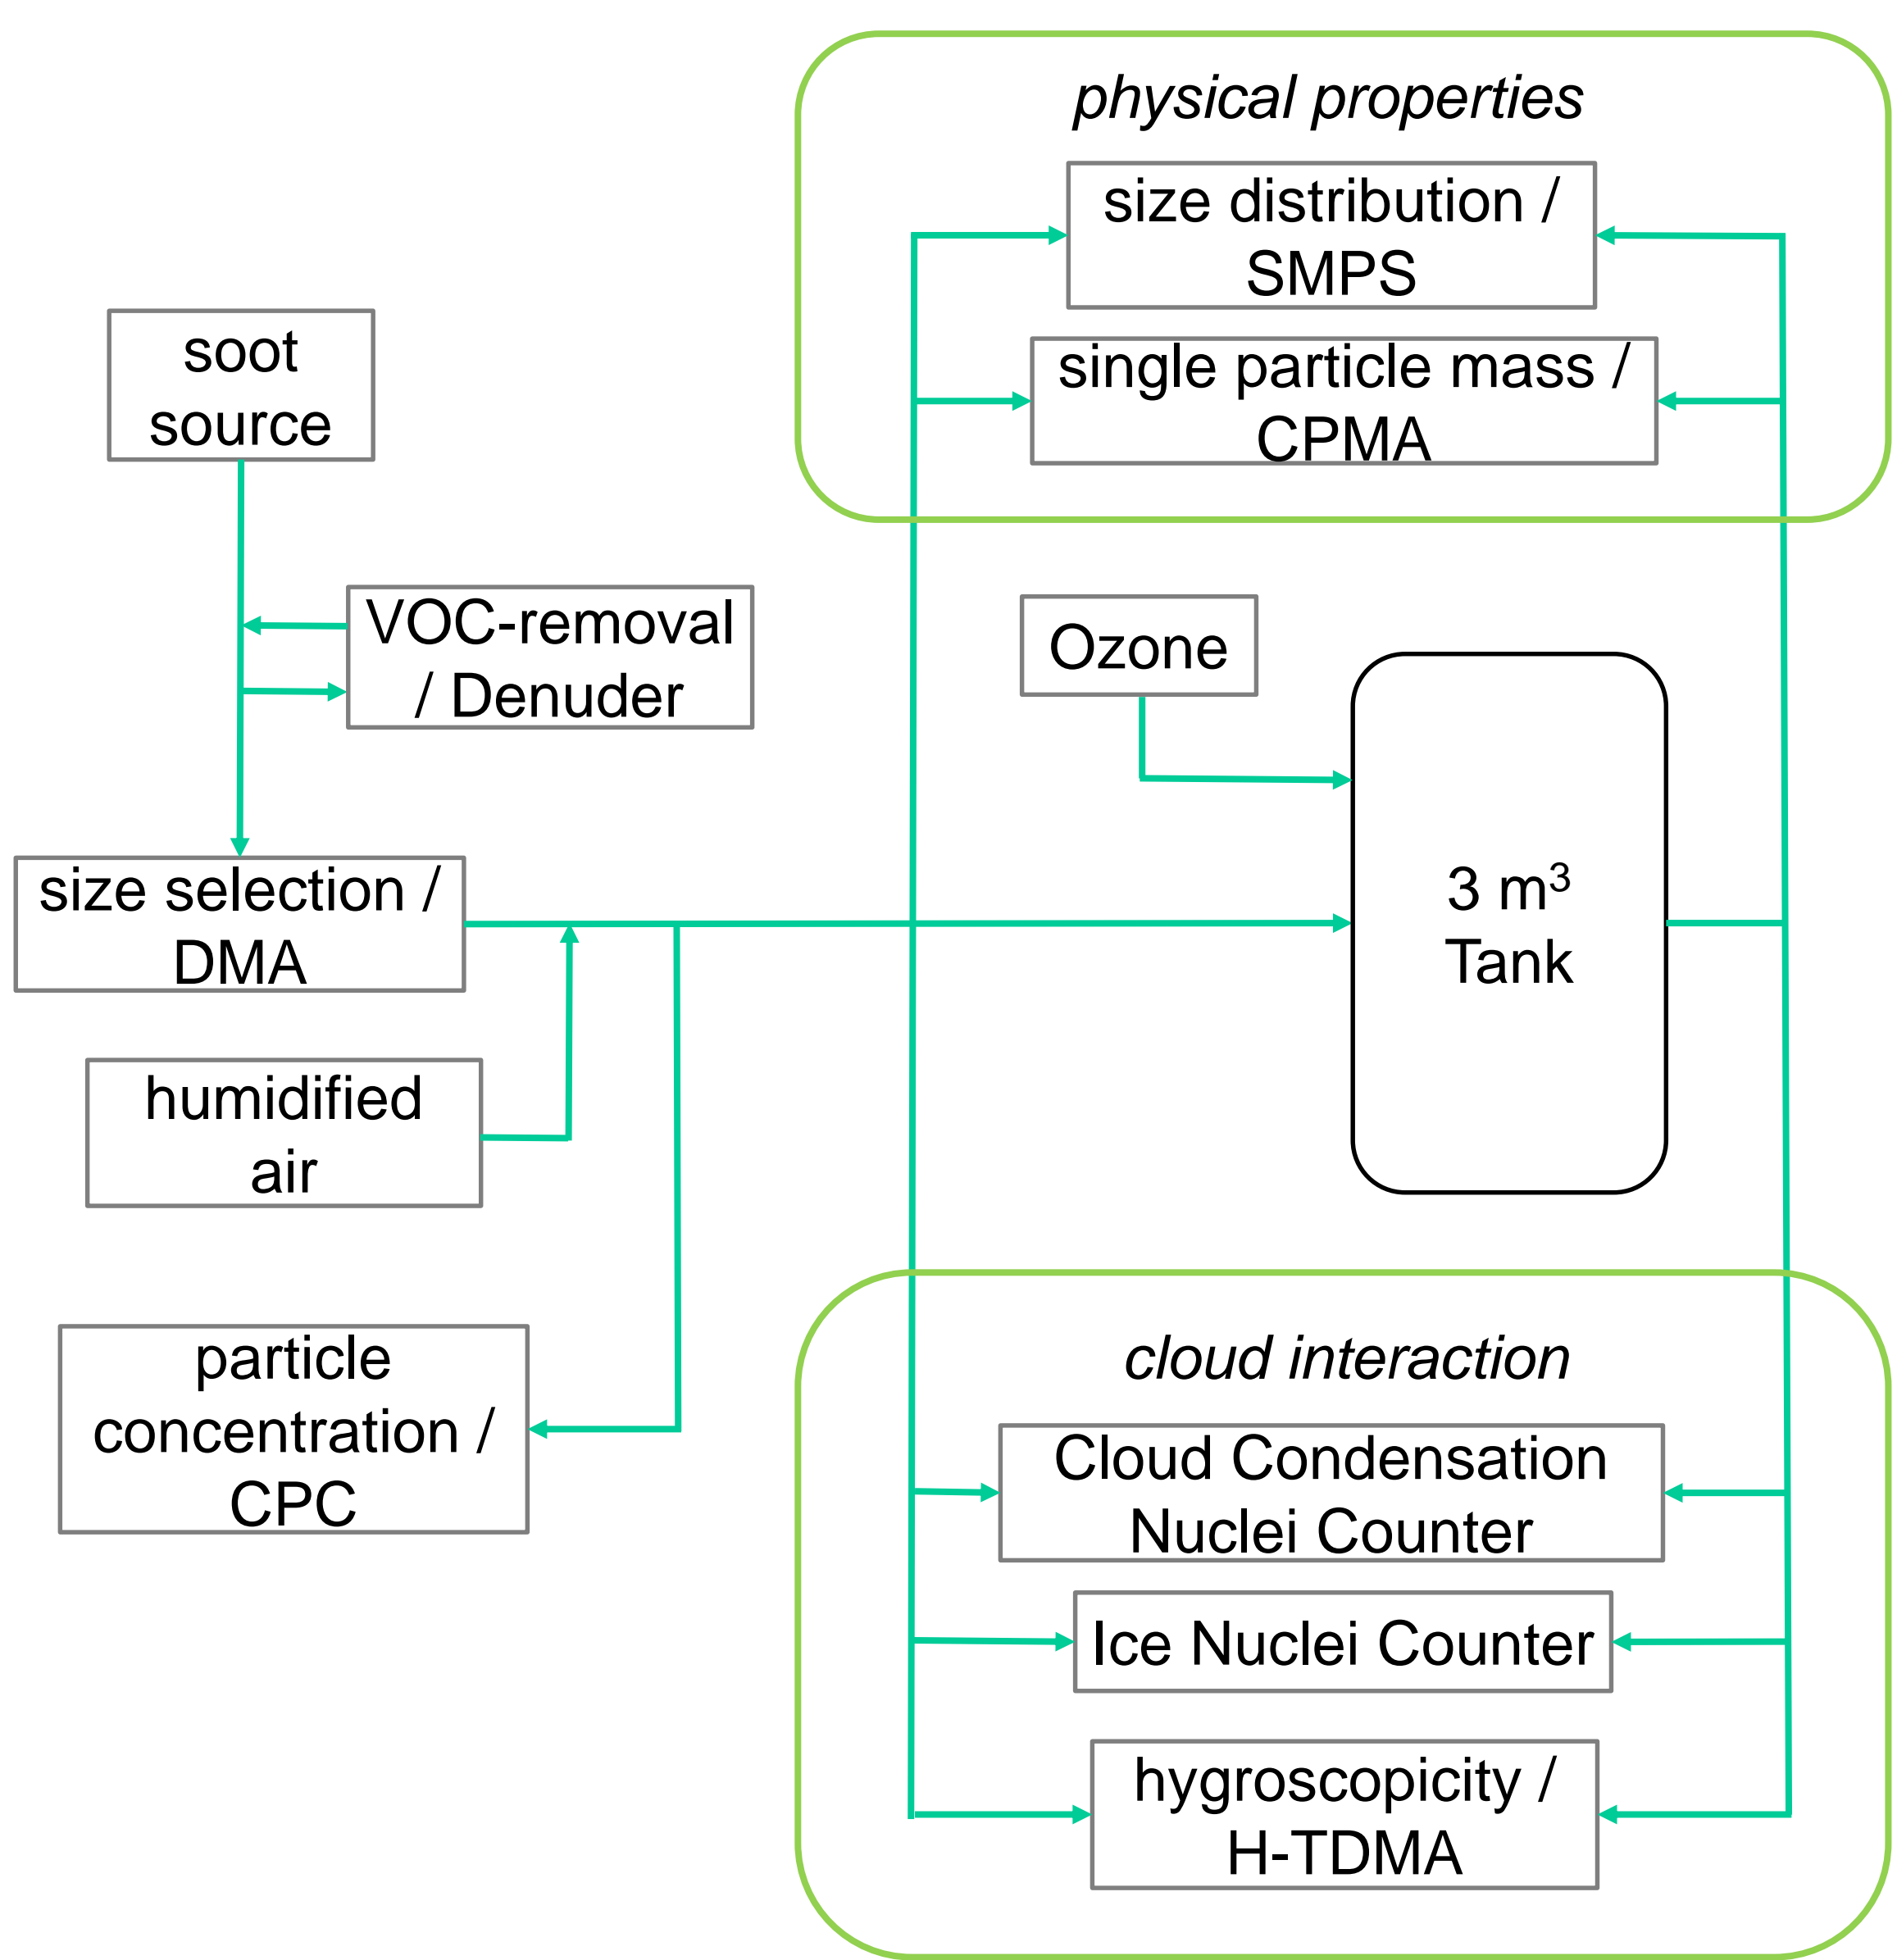 physical properties
size distribution /
SMPS
single particle mass /
CPMA
soot
source
VOC-removal
/ Denuder
Ozone
size selection /
DMA
3 m³
Tank
humidified
air
particle
concentration /
CPC
cloud interaction
Cloud Condensation
Nuclei Counter
Ice Nuclei Counter
hygroscopicity /
H-TDMA